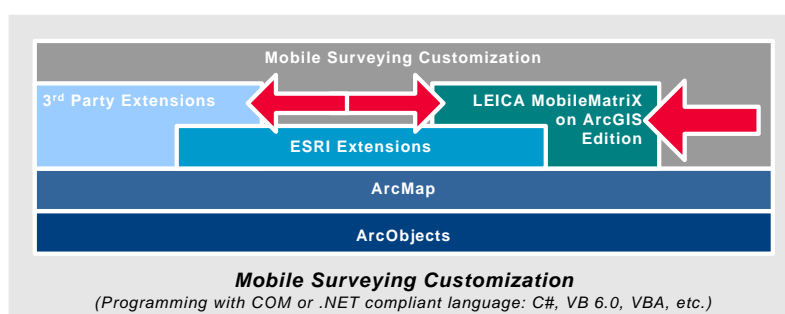 Mobile Surveying Customization
3rd Party Extensions
LEICA MobileMatriX
on ArcGIS
Edition
ESRI Extensions
ArcMap
ArcObjects
Mobile Surveying Customization
(Programming with COM or .NET compliant language: C#, VB 6.0, VBA, etc.)